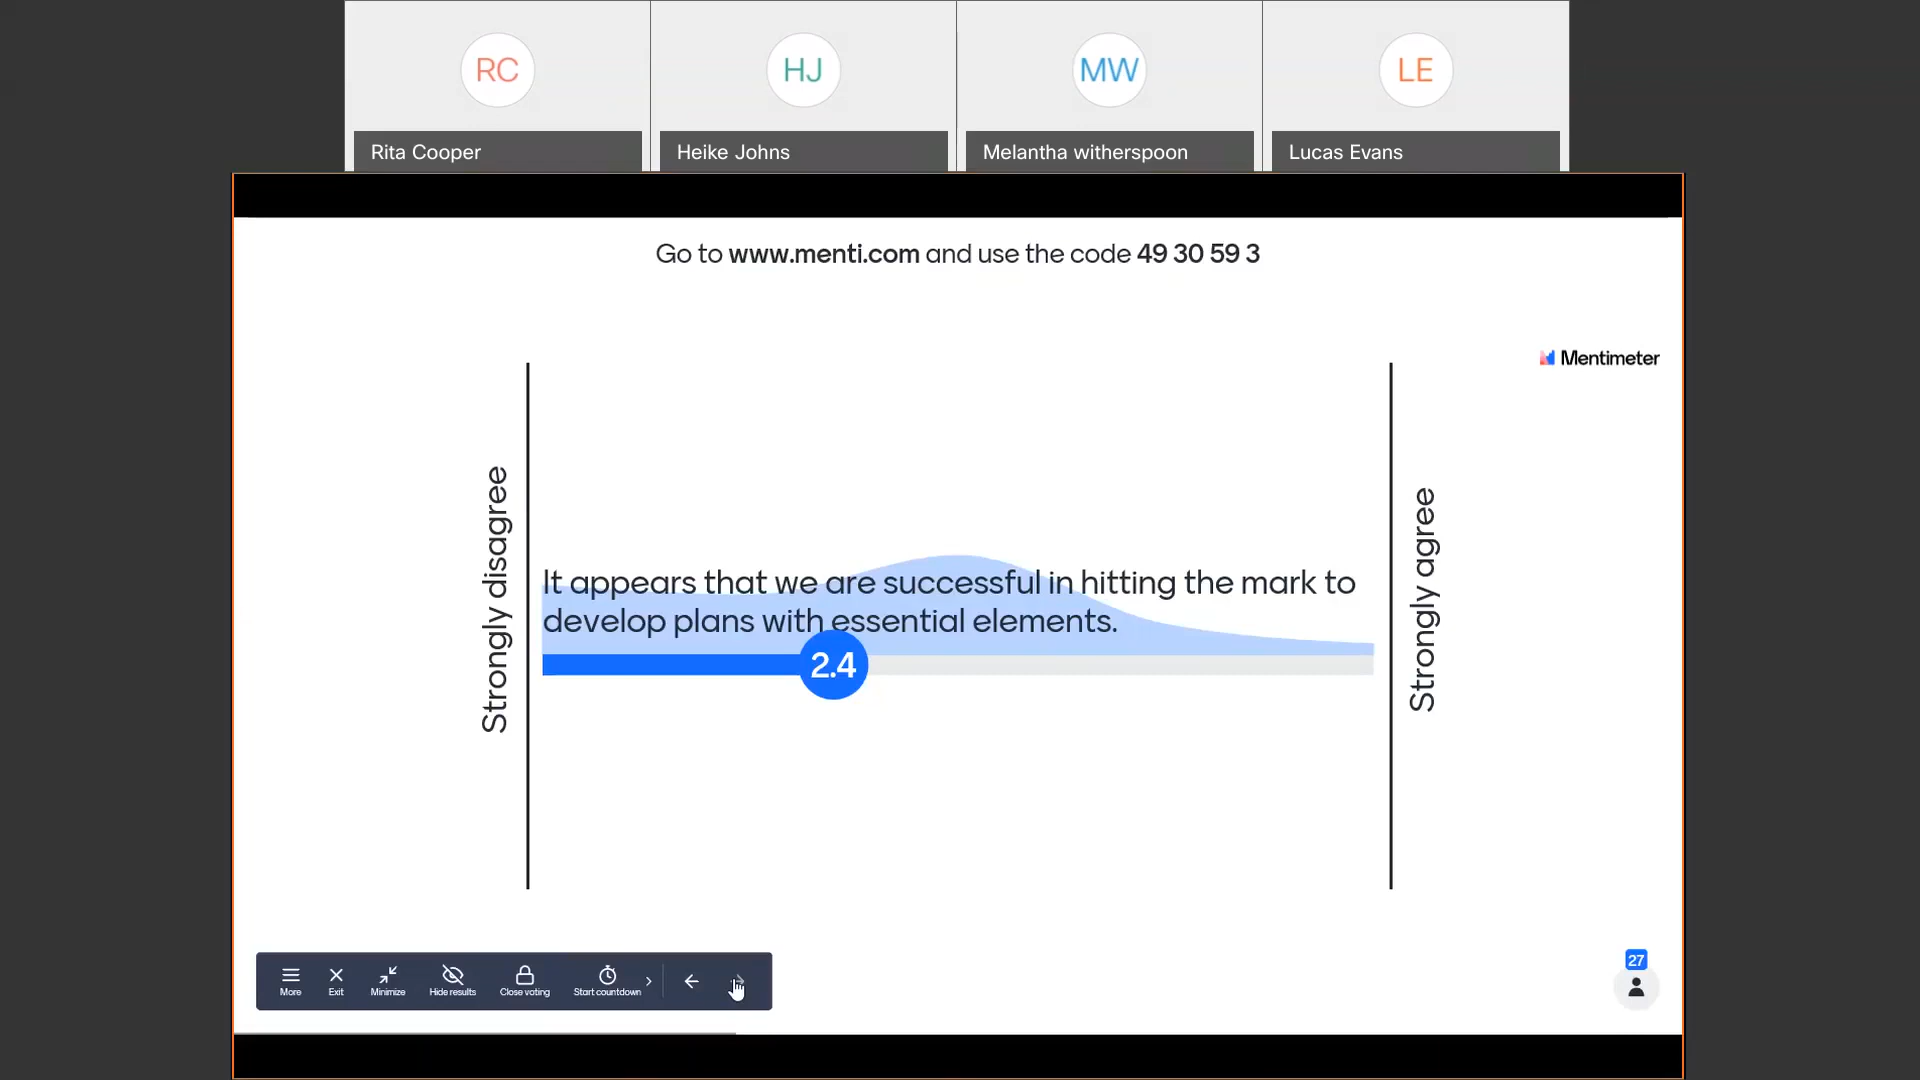 RC
HJ
MW
LE
Rita Cooper
Heike Johns
Melantha witherspoon
Lucas Evans
Go to www.menti.com and use the code 49 30 59 3
Mentimeter
Strongly disagree
It appears that we are successful in hitting the mark to
develop plans with essential elements.
2.4
Strongly agree
More
Exit
Minimize
Hide results
Close voting
Start countdown
27